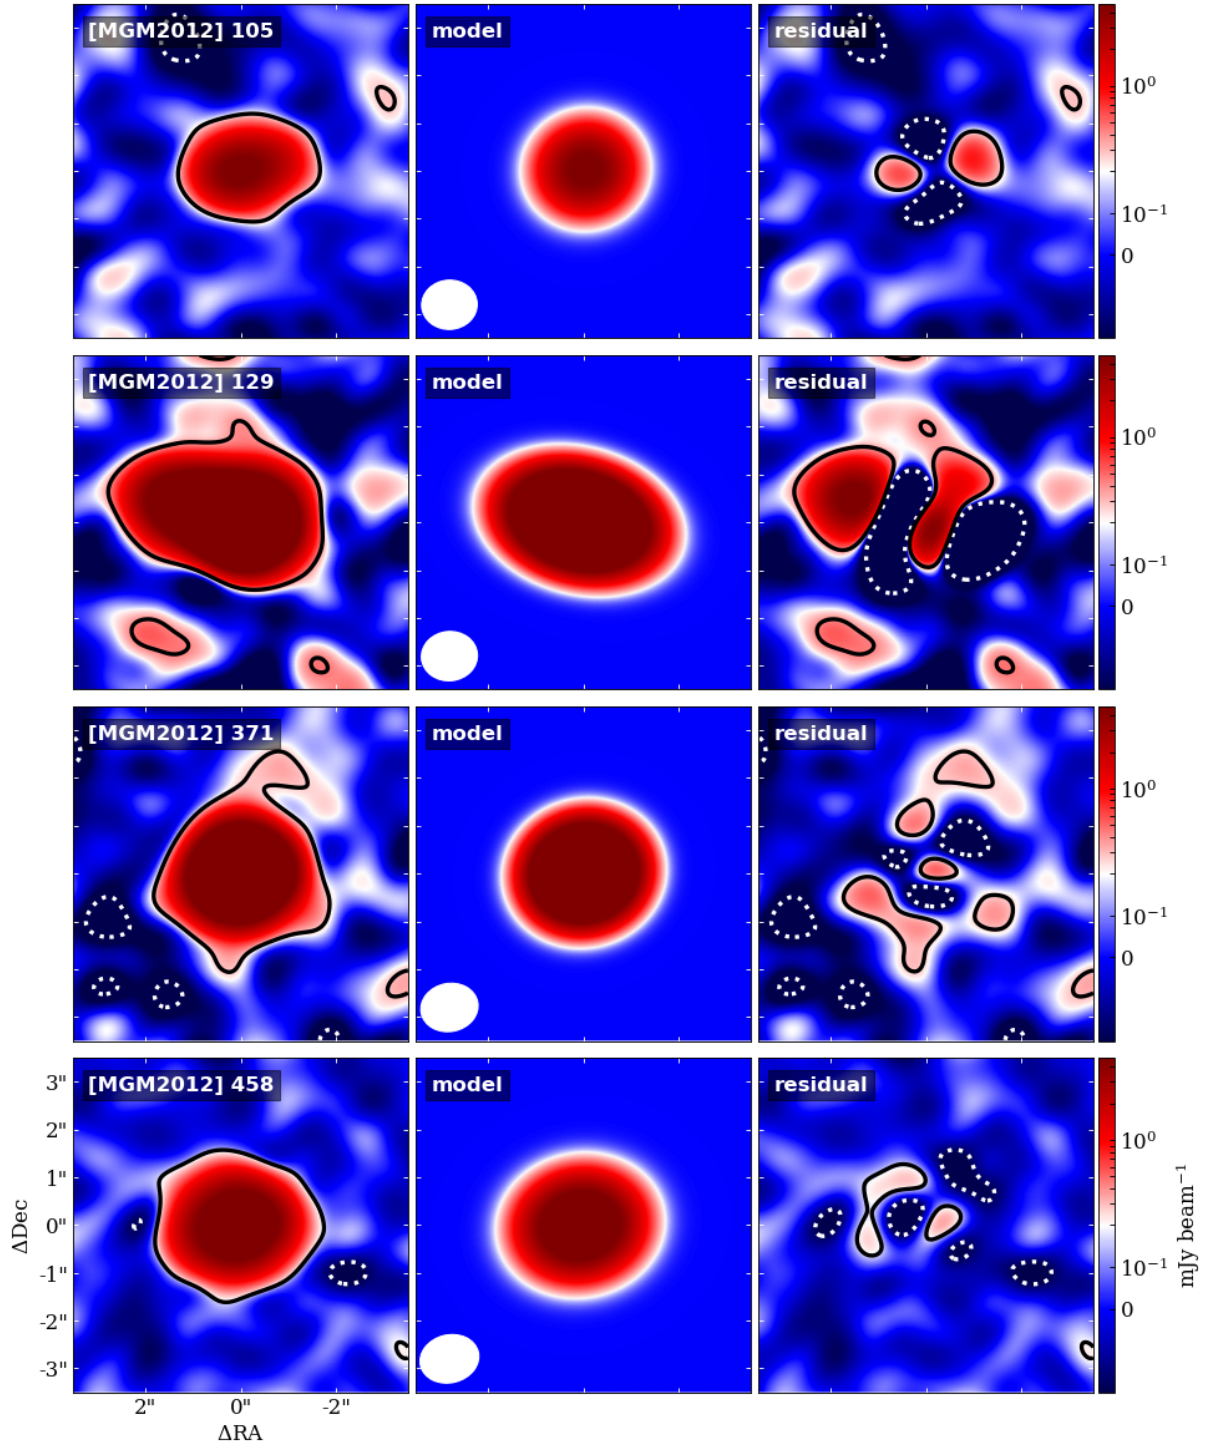 [MGM2012] 105
model
residual
10⁰
10⁻¹
0
[MGM2012] 129
model
residual
10⁰
10⁻¹
0
[MGM2012] 371
model
residual
10⁰
10⁻¹
0
[MGM2012] 458
model
residual
3"
2"
1"
0"
-1"
-2"
-3"
ΔDec
2"
0"
-2"
ΔRA
10⁰
10⁻¹
0
mJy beam⁻¹